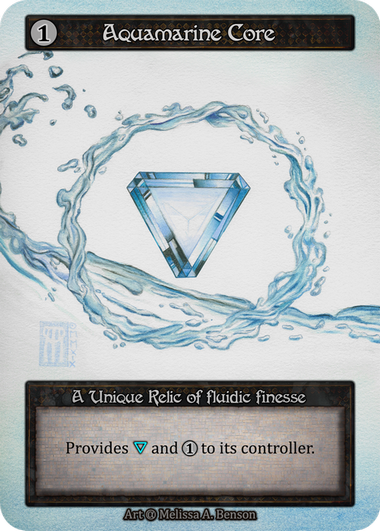 1 Aquamarine Core
A Unique Relic of fluidic finesse
Provides and 1 to its controller.
Art @ Melissa A. Benson